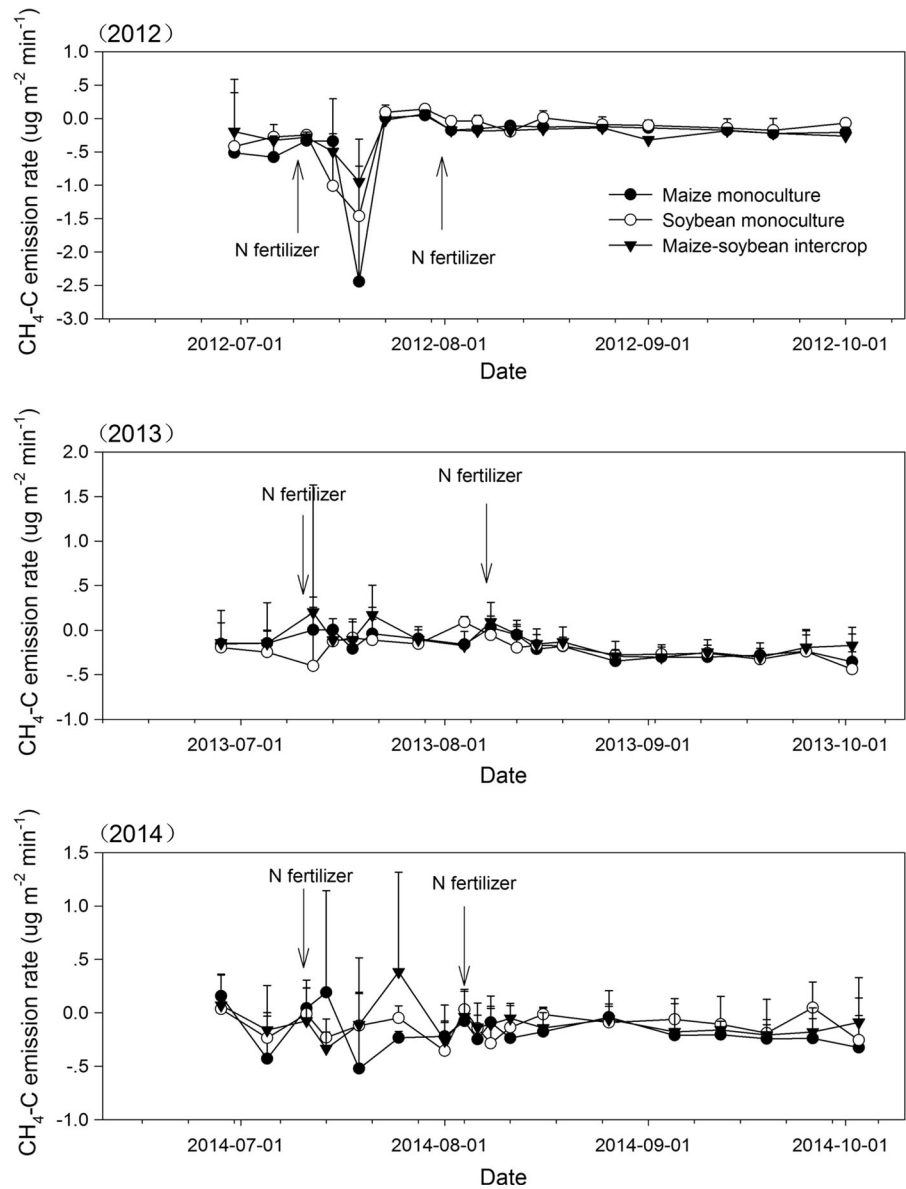 （2012）
1.0
.5
0.0
-.5
-1.0
-1.5
-2.0
-2.5
-3.0
CH4-C emission rate (ug m-2 min-1)
N fertilizer
N fertilizer
Maize monoculture
Soybean monoculture
Maize-soybean intercrop
2012-07-01 2012-08-01 2012-09-01 2012-10-01
Date
（2013）
2.0
1.5
1.0
.5
0.0
-.5
-1.0
CH4-C emission rate (ug m-2 min-1)
N fertilizer
N fertilizer
2013-07-01 2013-08-01 2013-09-01 2013-10-01
Date
（2014）
1.5
1.0
.5
0.0
-.5
-1.0
CH4-C emission rate (ug m-2 min-1)
N fertilizer
N fertilizer
2014-07-01 2014-08-01 2014-09-01 2014-10-01
Date